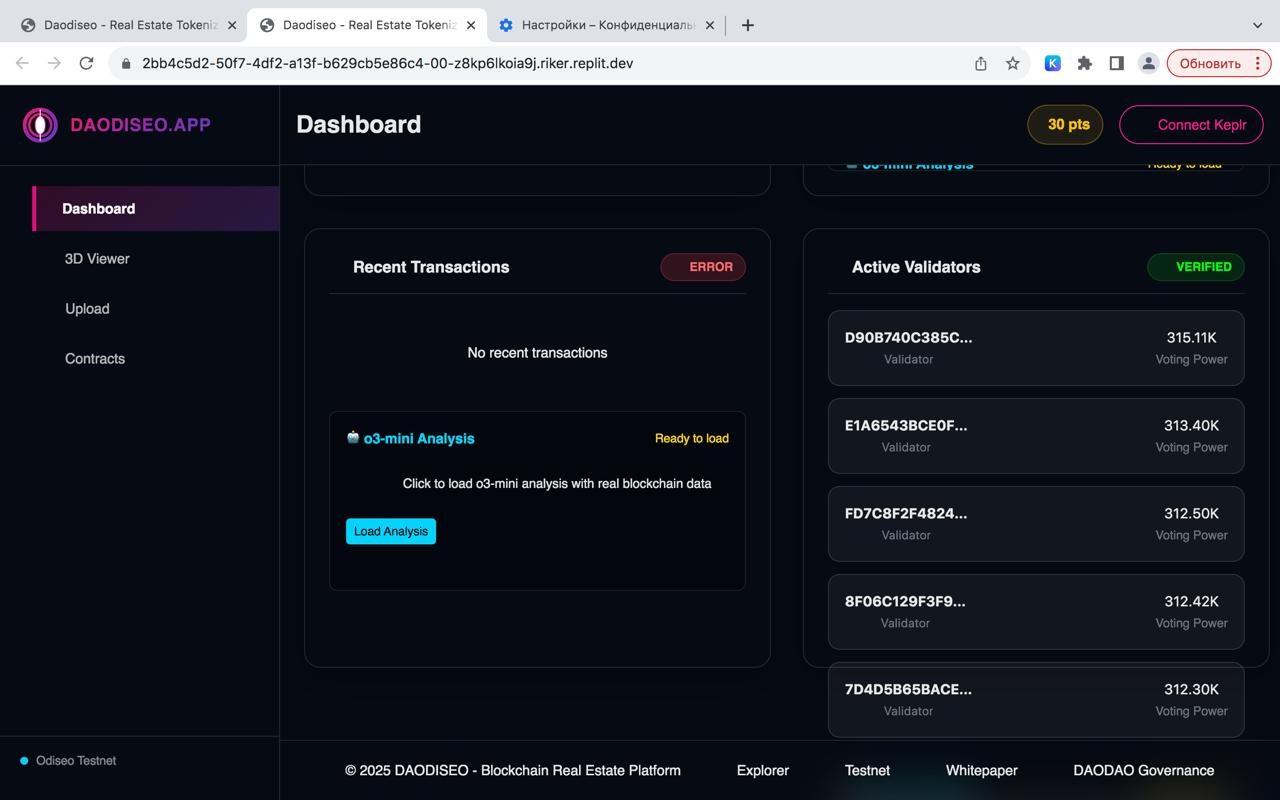 Daodiseo - Real Estate Tokeniz
Daodiseo - Real Estate Tokeniz
Настройки – Конфиденциаль
2bb4c5d2-50f7-4df2-a13f-b629cb5e86c4-00-z8kp6lkoia9j.riker.replit.dev
K
Обновить
DAODISEO.APP
Dashboard
30 pts
Connect Keplr
Dashboard
3D Viewer
Upload
Contracts
Odiseo Testnet
o3-mini Analysis
Ready to load
Recent Transactions
ERROR
No recent transactions
o3-mini Analysis
Ready to load
Click to load o3-mini analysis with real blockchain data
Load Analysis
Active Validators
VERIFIED
D90B740C385C...
315.11K
Validator
Voting Power
E1A6543BCE0F...
313.40K
Validator
Voting Power
FD7C8F2F4824...
312.50K
Validator
Voting Power
8F06C129F3F9...
312.42K
Validator
Voting Power
7D4D5B65BACE...
312.30K
Validator
Voting Power
© 2025 DAODISEO - Blockchain Real Estate Platform
Explorer
Testnet
Whitepaper
DAODAO Governance